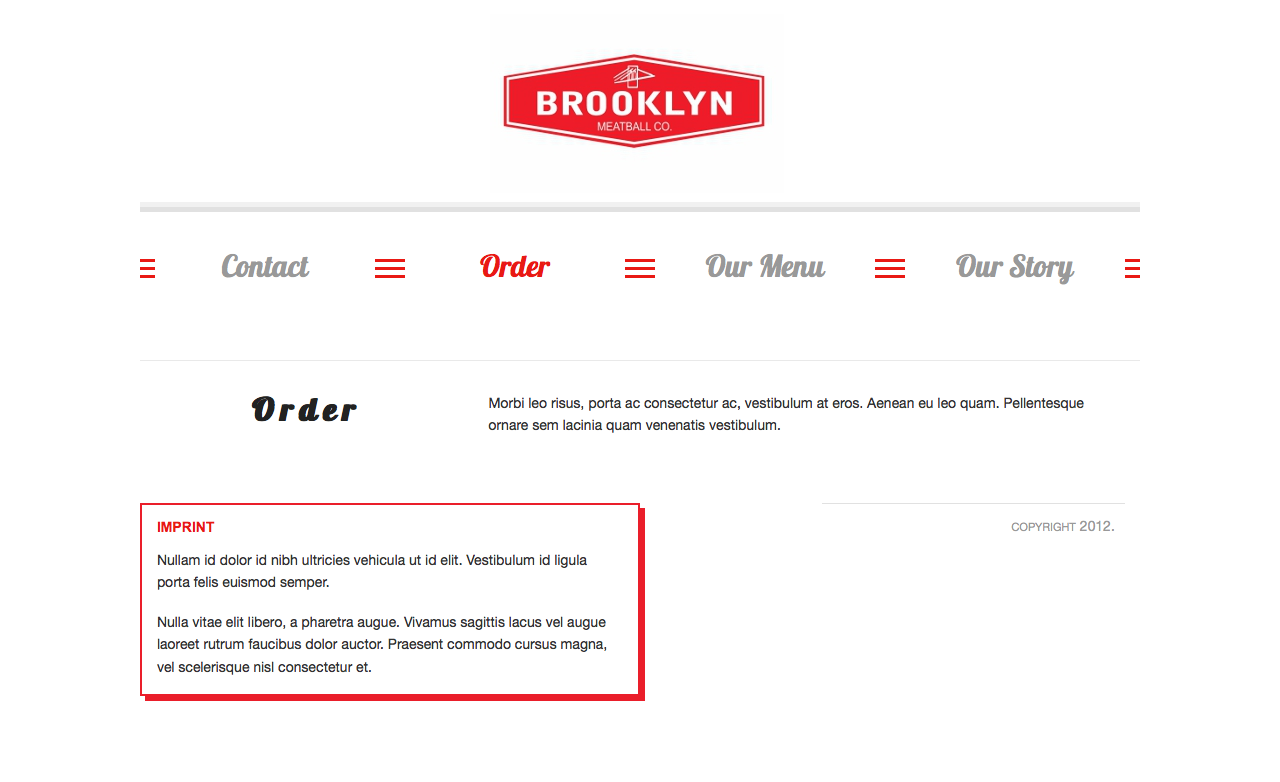 BROOKLYN
MEATBALL CO.
Contact Order Our Menu Our Story
Order
Morbi leo risus, porta ac consectetur ac, vestibulum at eros. Aenean eu leo quam. Pellentesque
ornare sem lacinia quam venenatis vestibulum.
IMPRINT
Nullam id dolor id nibh ultricies vehicula ut id elit. Vestibulum id ligula
porta felis euismod semper.
Nulla vitae elit libero, a pharetra augue. Vivamus sagittis lacus vel augue
laoreet rutrum faucibus dolor auctor. Praesent commodo cursus magna,
vel scelerisque nisl consectetur et.
COPYRIGHT 2012.